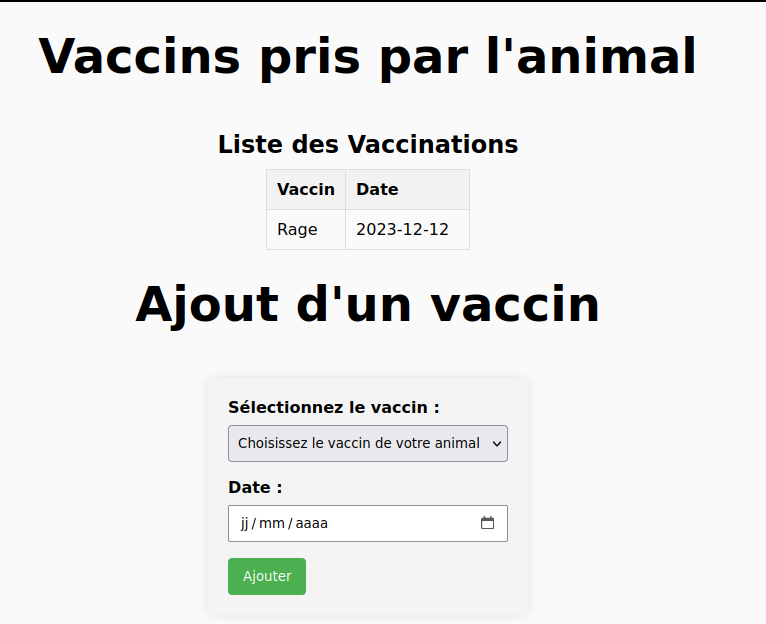 Vaccins pris par l'animal
Liste des Vaccinations
Vaccin Date
Rage 2023-12-12
Ajout d'un vaccin
Sélectionnez le vaccin :
Choisissez le vaccin de votre animal
Date :
jj/mm/aaaa
Ajouter